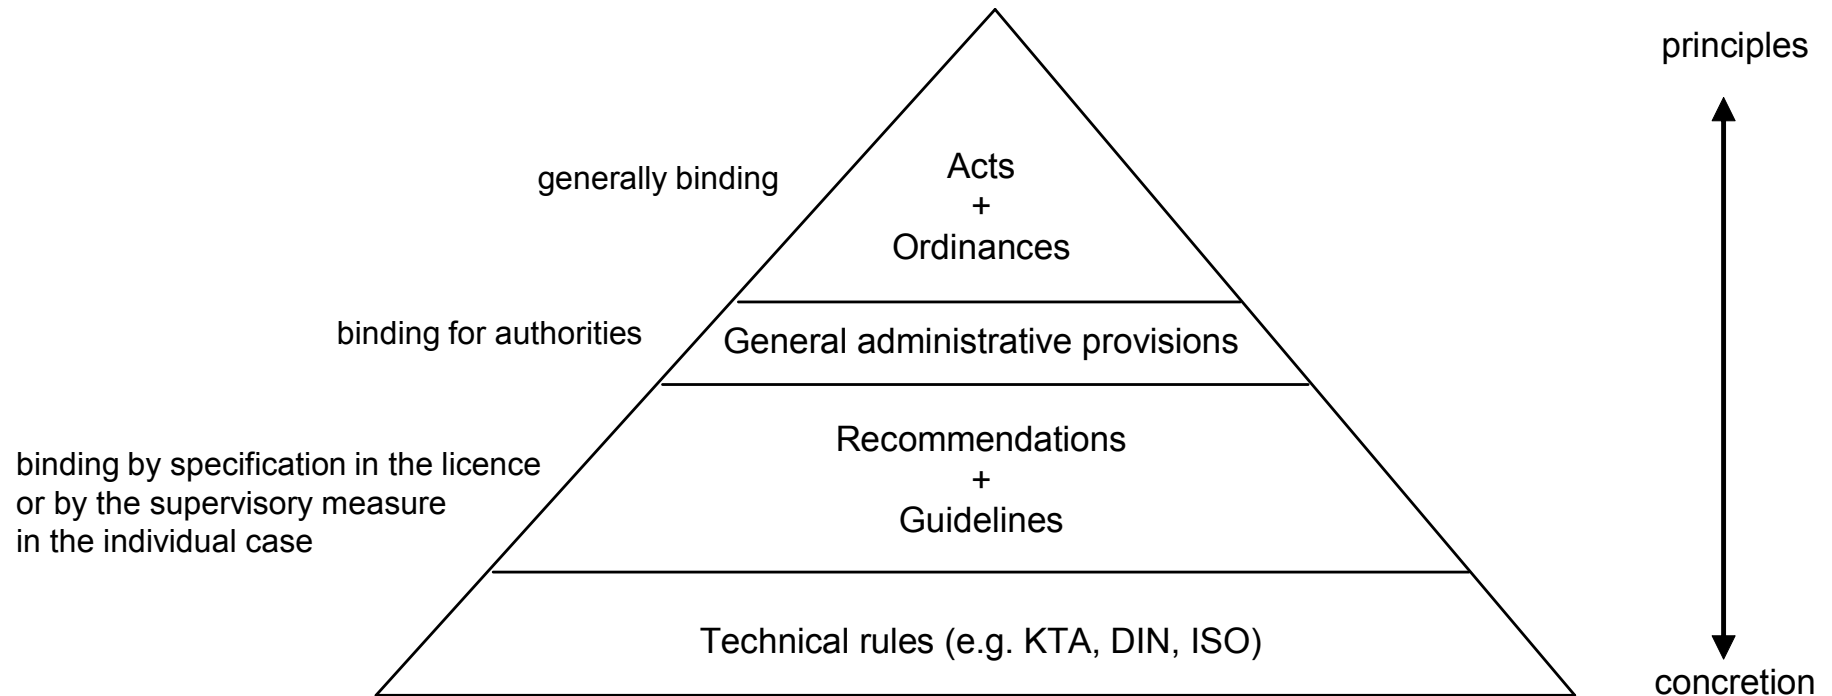 principles
generally binding
Acts
+
Ordinances
binding for authorities
General administrative provisions
binding by specification in the licence
or by the supervisory measure
in the individual case
Recommendations
+
Guidelines
Technical rules (e.g. KTA, DIN, ISO)
concretion